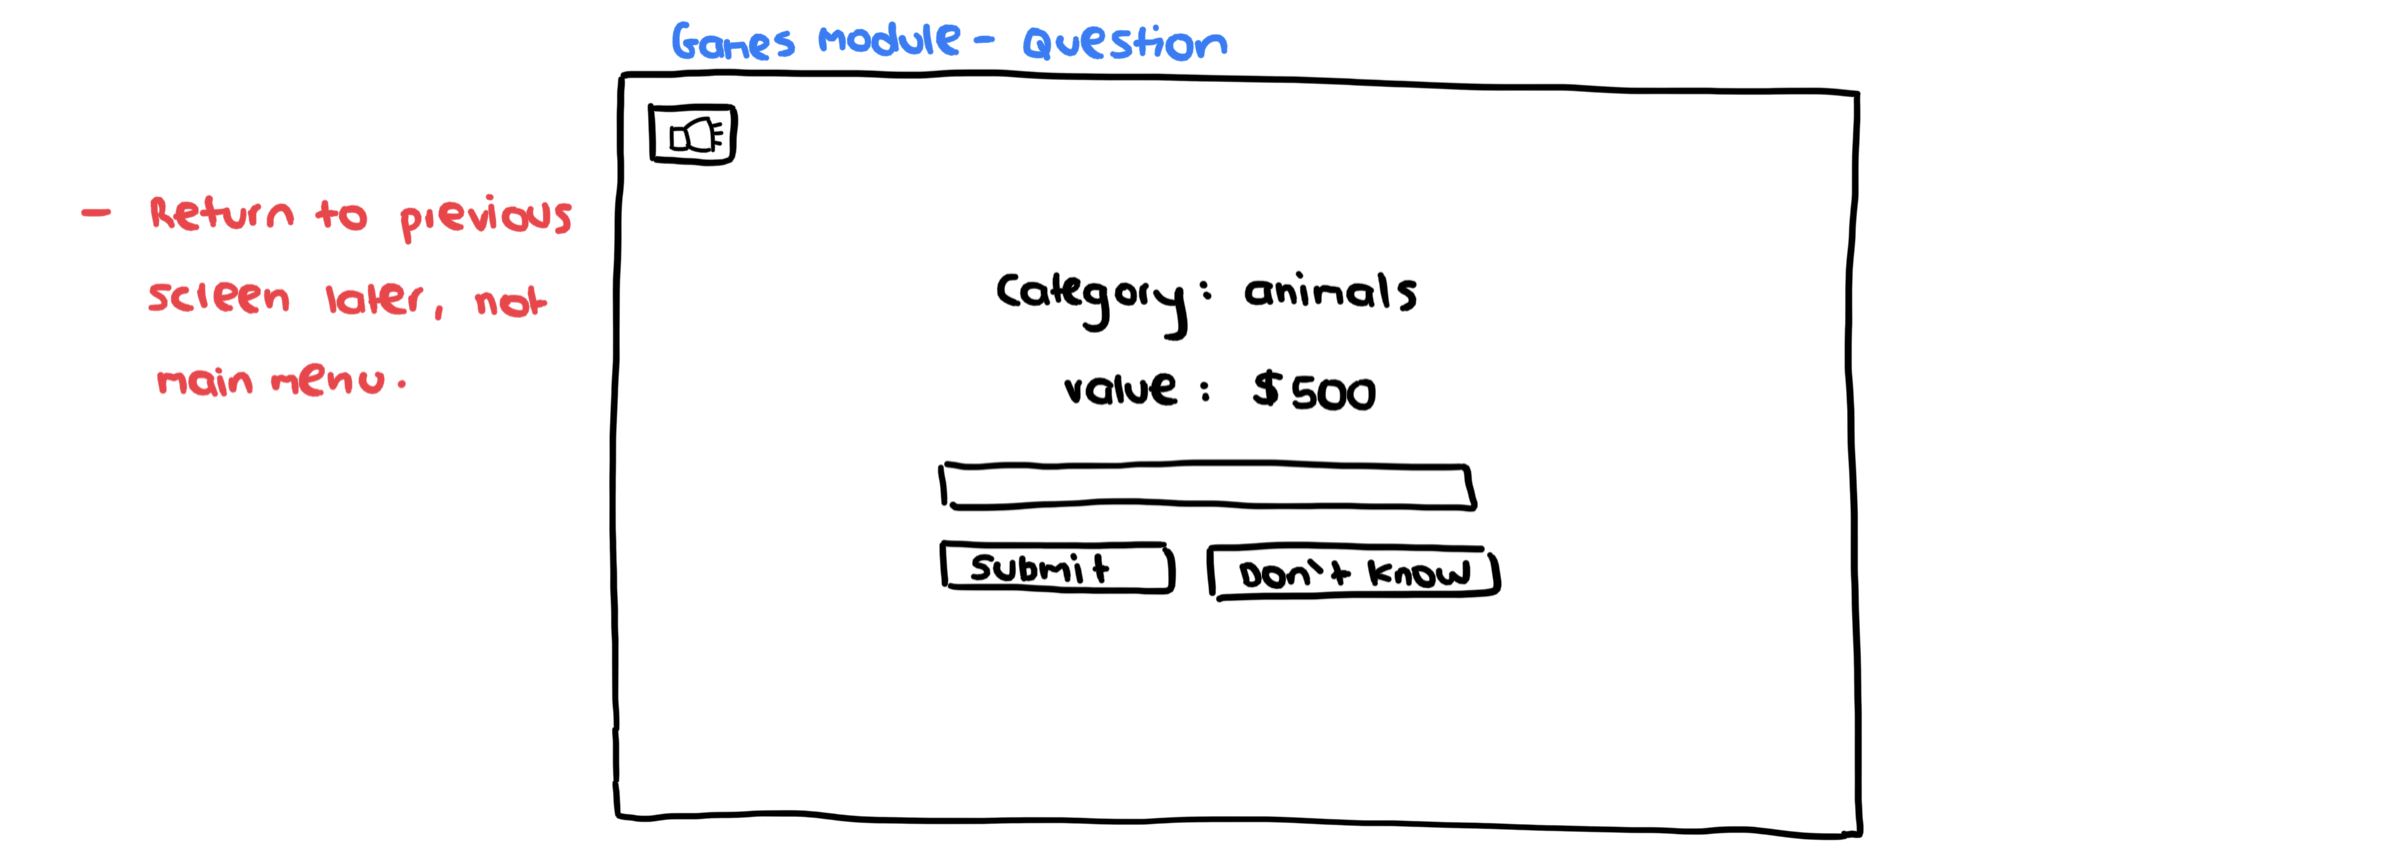 Games module - Question
- Return to previous
screen later, not
main menu.
Category: animals
value: $500
Submit
Don't know